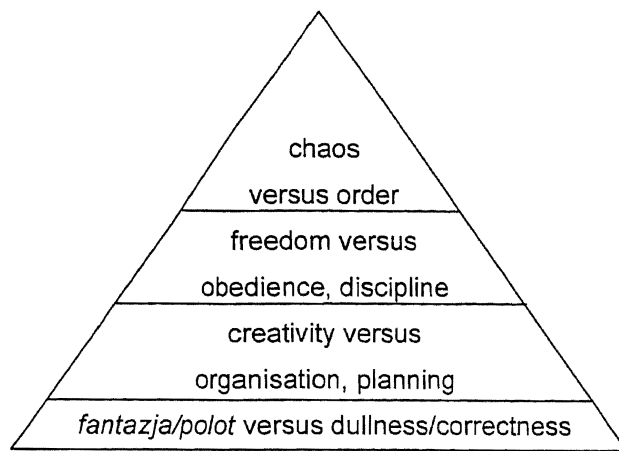 chaos
versus order
freedom versus
obedience, discipline
creativity versus
organisation, planning
fantazja/polot versus dullness/correctness